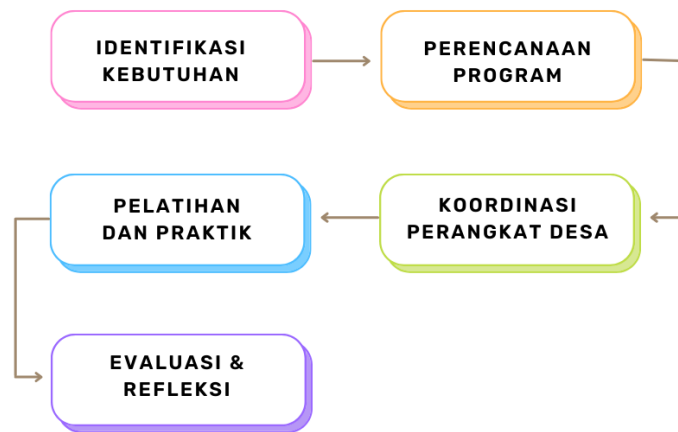 IDENTIFIKASI
KEBUTUHAN
PERENCANAAN
PROGRAM
KOORDINASI
PERANGKAT DESA
PELATIHAN
DAN PRAKTIK
EVALUASI &
REFLEKSI